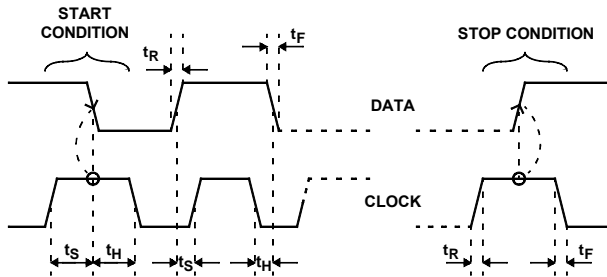 START
CONDITION
STOP CONDITION
tR
tF
DATA
CLOCK
tS
tH
tS
tH
tR
tF